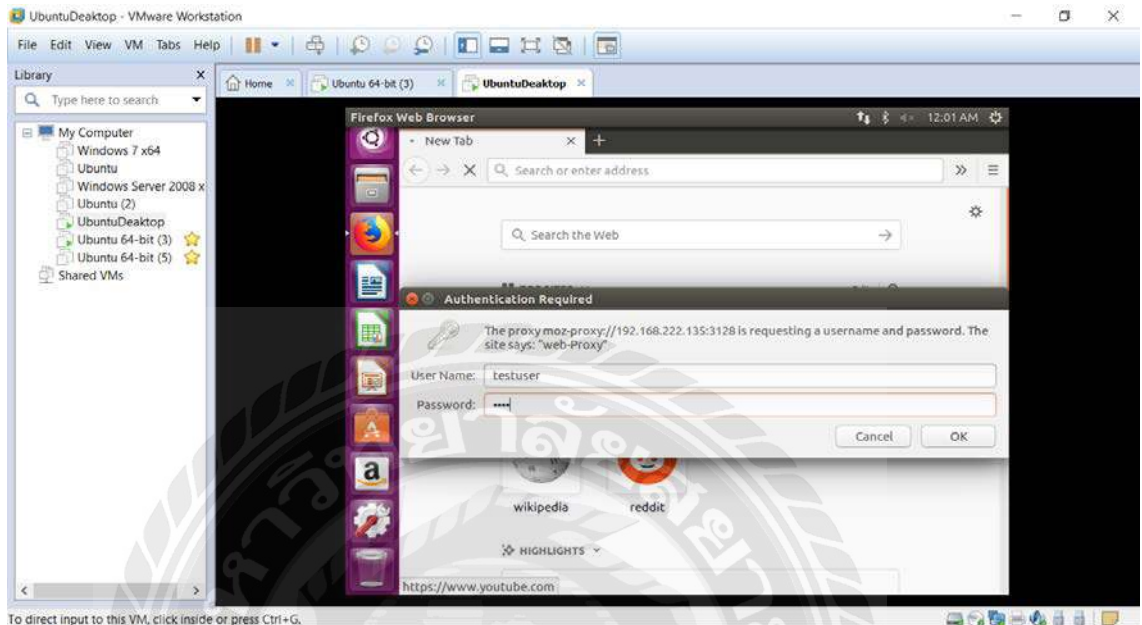 UbuntuDeaktop - VMware Workstation
File Edit View VM Tabs Help
Library
Home
Ubuntu 64-bit (3)
UbuntuDeaktop
Type here to search
My Computer
Windows 7 x64
Ubuntu
Windows Server 2008 x
Ubuntu (2)
UbuntuDeaktop
Ubuntu 64-bit (3)
Ubuntu 64-bit (5)
Shared VMs
Firefox Web Browser
12:01 AM
New Tab
Search or enter address
Search the Web
Authentication Required
The proxy moz-proxy://192.168.222.135:3128 is requesting a username and password. The
site says: "web-Proxy"
User Name: testuser
Password: ••••
Cancel OK
wikipedia reddit
HIGHLIGHTS
https://www.youtube.com
To direct input to this VM, click inside or press Ctrl+G.